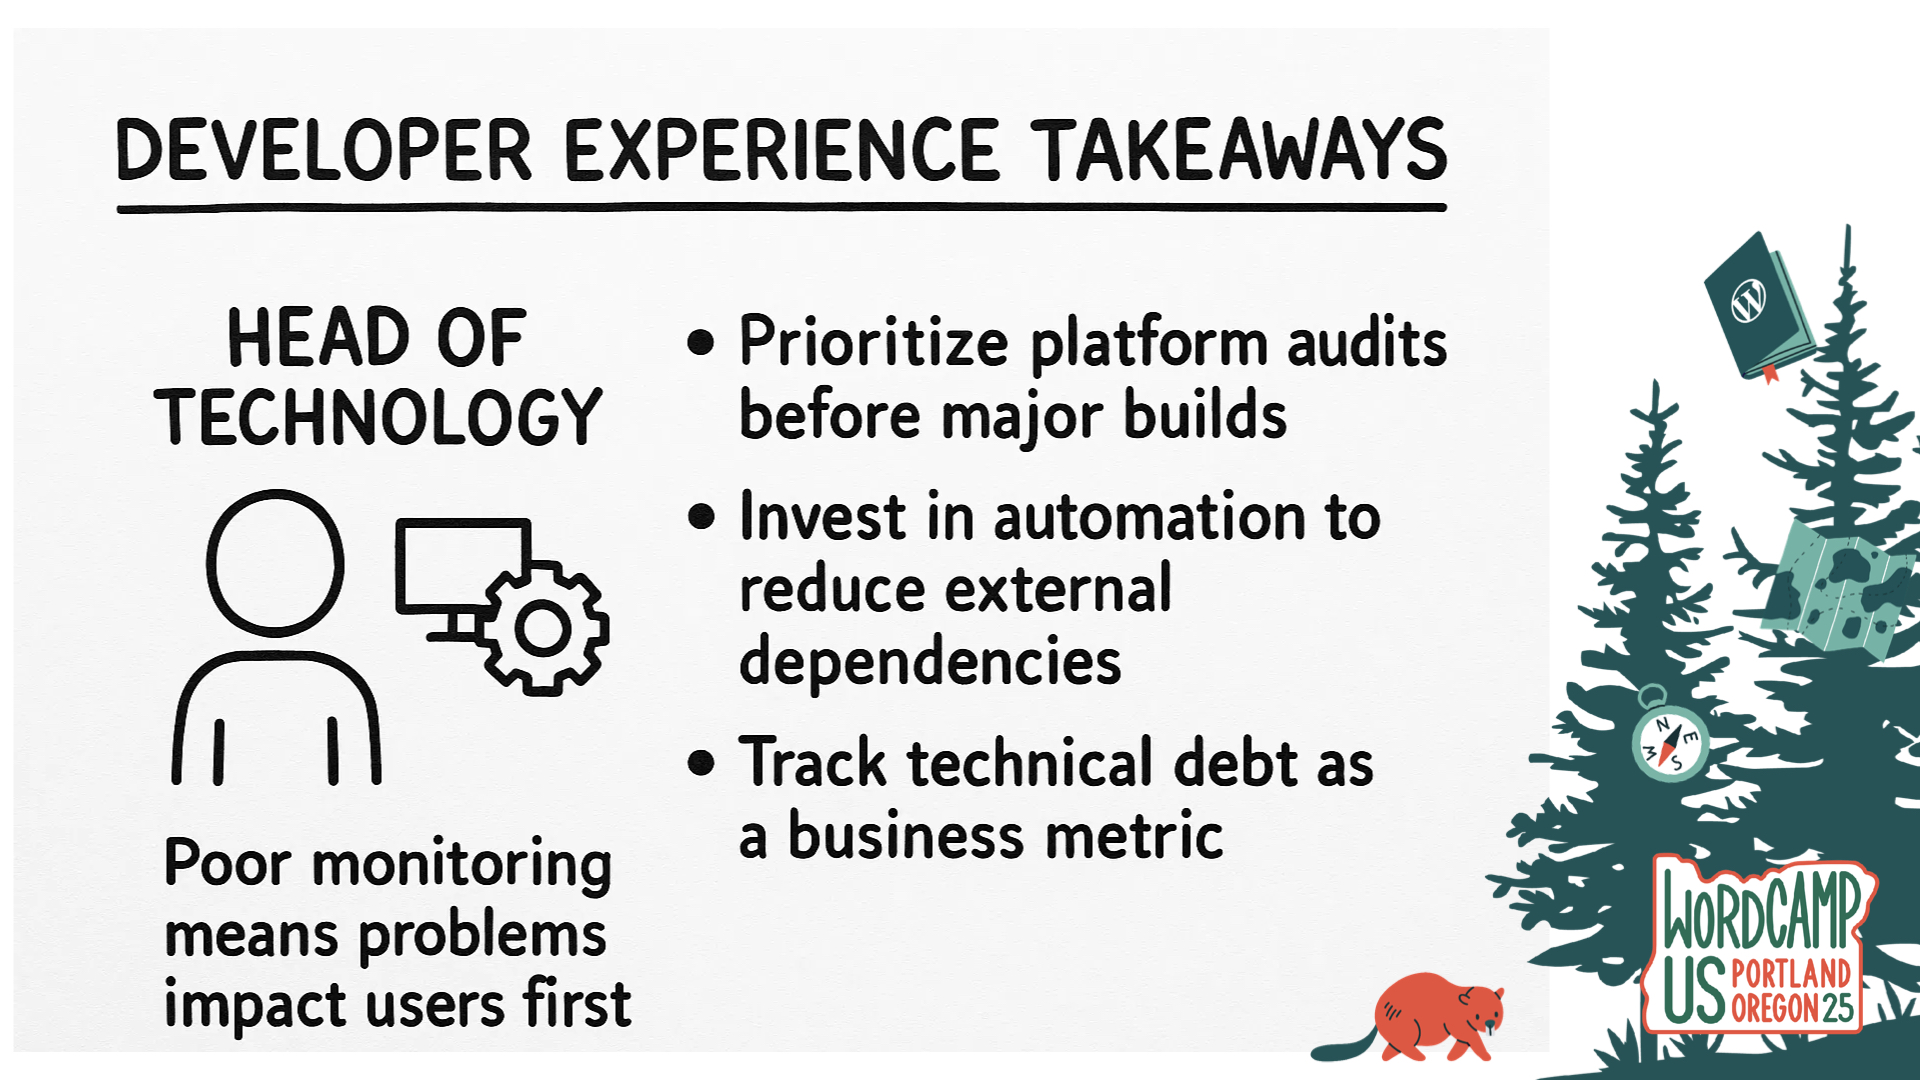 DEVELOPER EXPERIENCE TAKEAWAYS
HEAD OF
TECHNOLOGY
Poor monitoring
means problems
impact users first
• Prioritize platform audits
before major builds
• Invest in automation to
reduce external
dependencies
• Track technical debt as
a business metric
W
N
E
S
W
WORDCAMP
US PORTLAND
OREGON 25